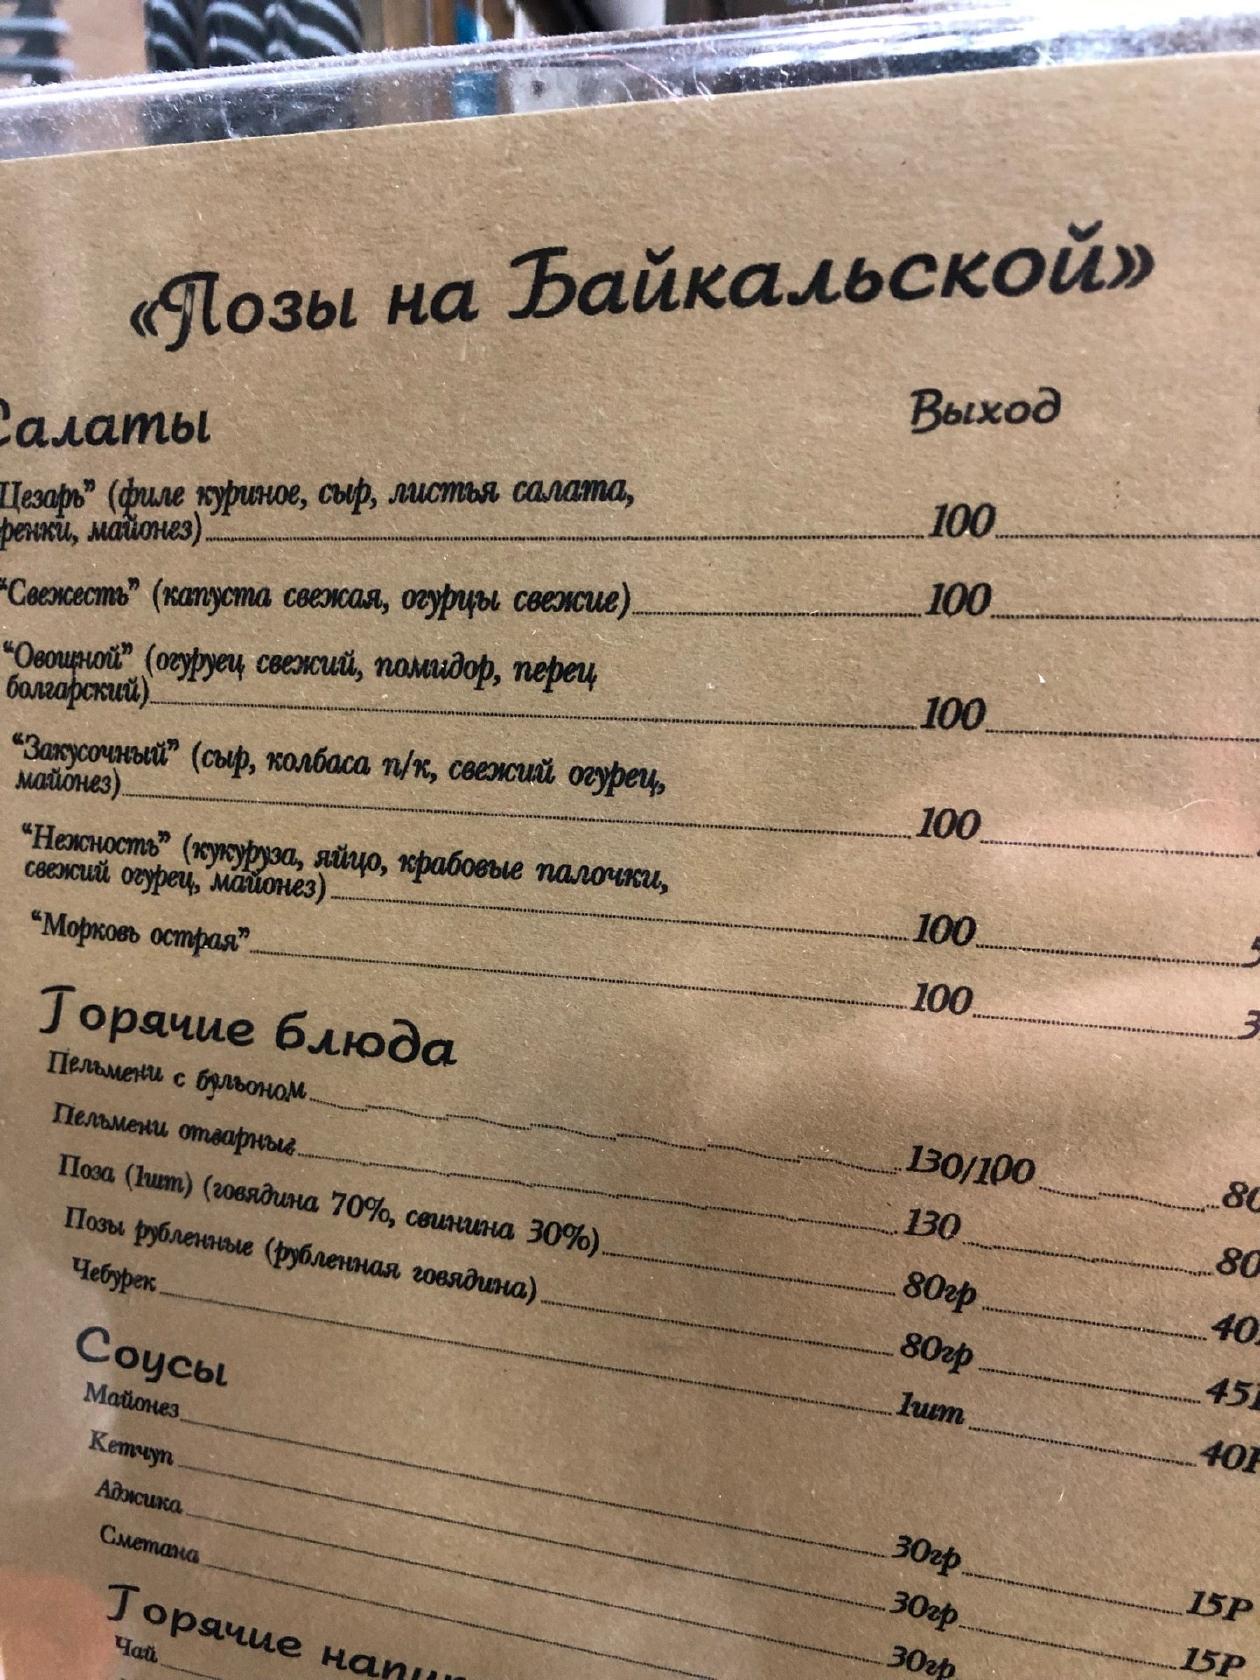 «Позы на Байкальской»
Салаты Выход
"Цезарь" (филе куриное, сыр, листья салата,
майонез) 100
"Свежесть" (капуста свежая, огурцы свежие) 100
"Овощной" (огуруец свежий, помидор, перец
болгарский) 100
"Закусочный" (сыр, колбаса п/к, свежий огурец,
майонез) 100
"Нежность" (кукуруза, яйцо, крабовые палочки,
свежий огурец, майонез) 100
"Морковь острая" 100
Горячие блюда
Пельмени с бульоном 130/100 80
Пельмени отварные 130 80
Поза (1шт) (говядина 70%, свинина 30%) 80гр 40
Позы рубленные (рубленная говядина) 80гр 45Р
Чебурек 1шт 40Р
Соусы
Майонез 30гр 15Р
Кетчуп 30гр 15Р
Аджика 30гр
Сметана
Горячие
Чай